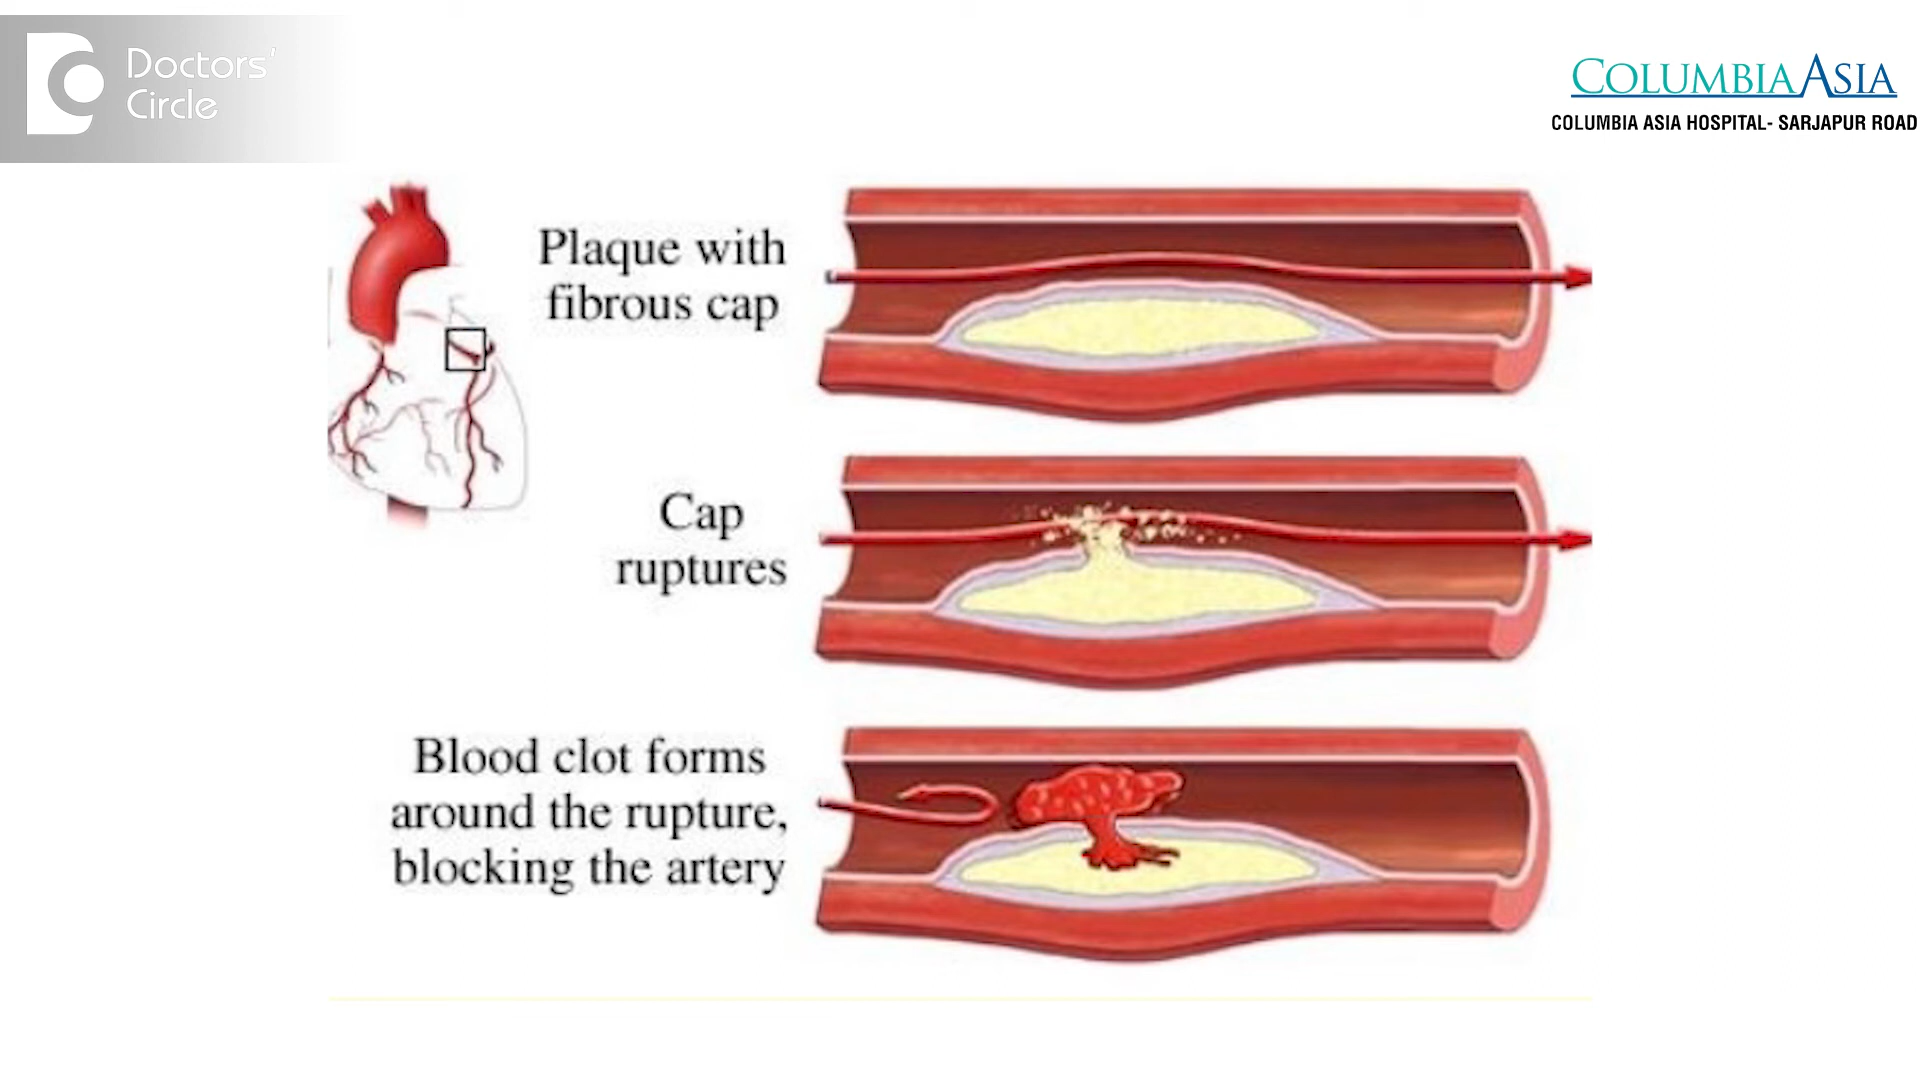 Doctors'
Circle
COLUMBIA ASIA
COLUMBIA ASIA HOSPITAL- SARJAPUR ROAD
Plaque with
fibrous cap
Cap
ruptures
Blood clot forms
around the rupture,
blocking the artery